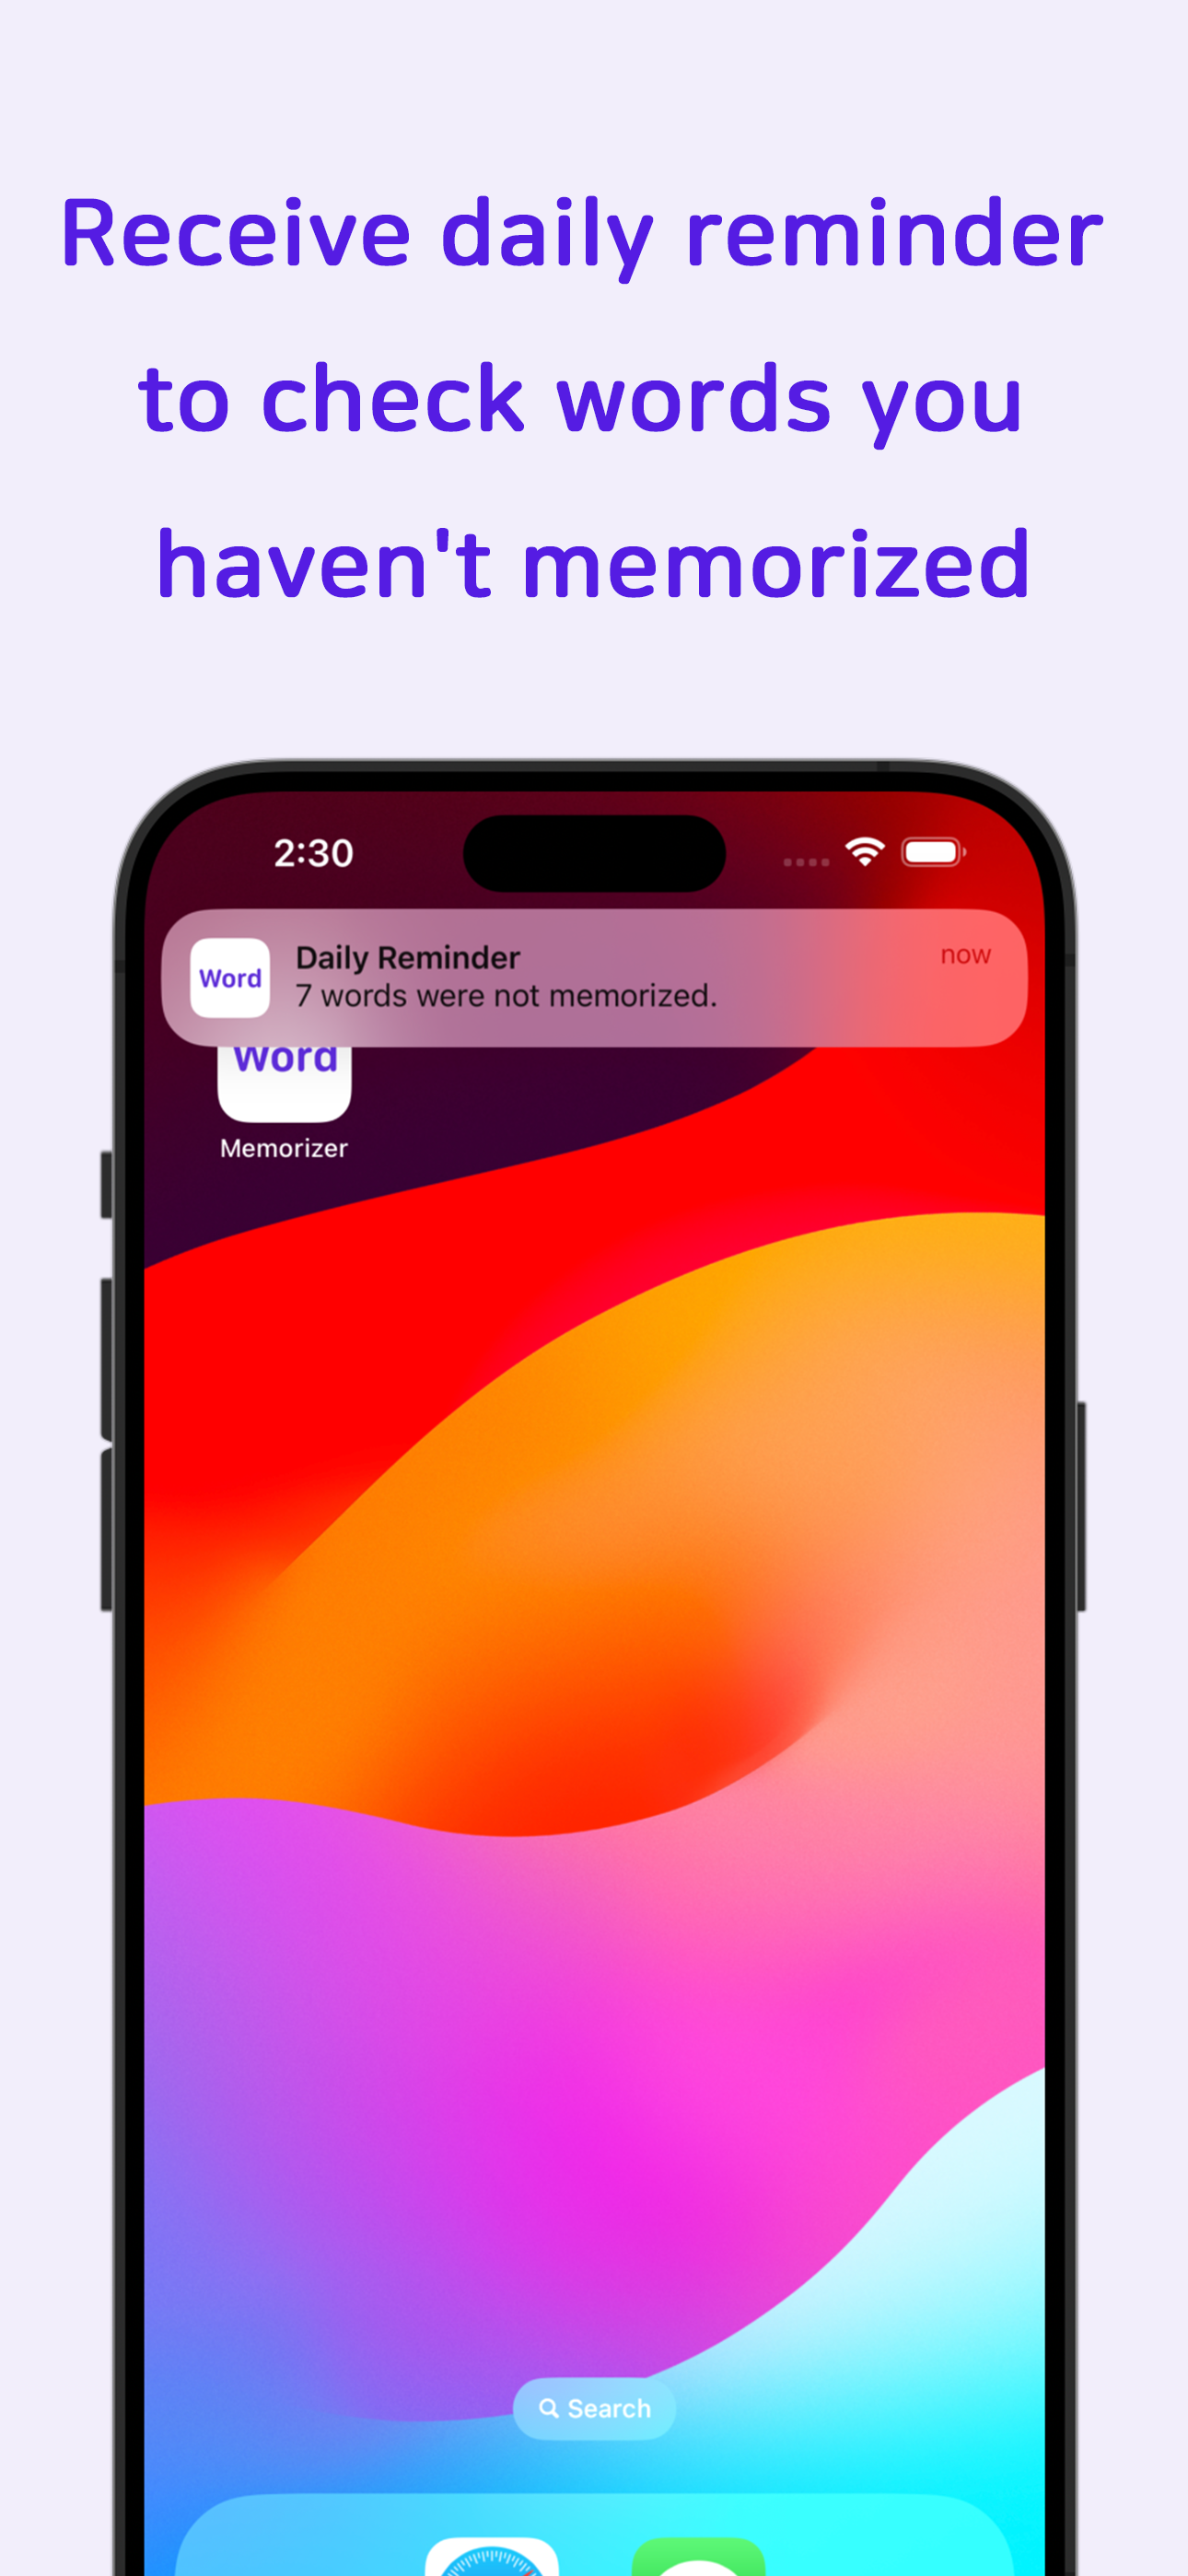 Receive daily reminder
to check words you
haven't memorized
2:30
Word
Daily Reminder
now
7 words were not memorized.
Word
Memorizer
Search